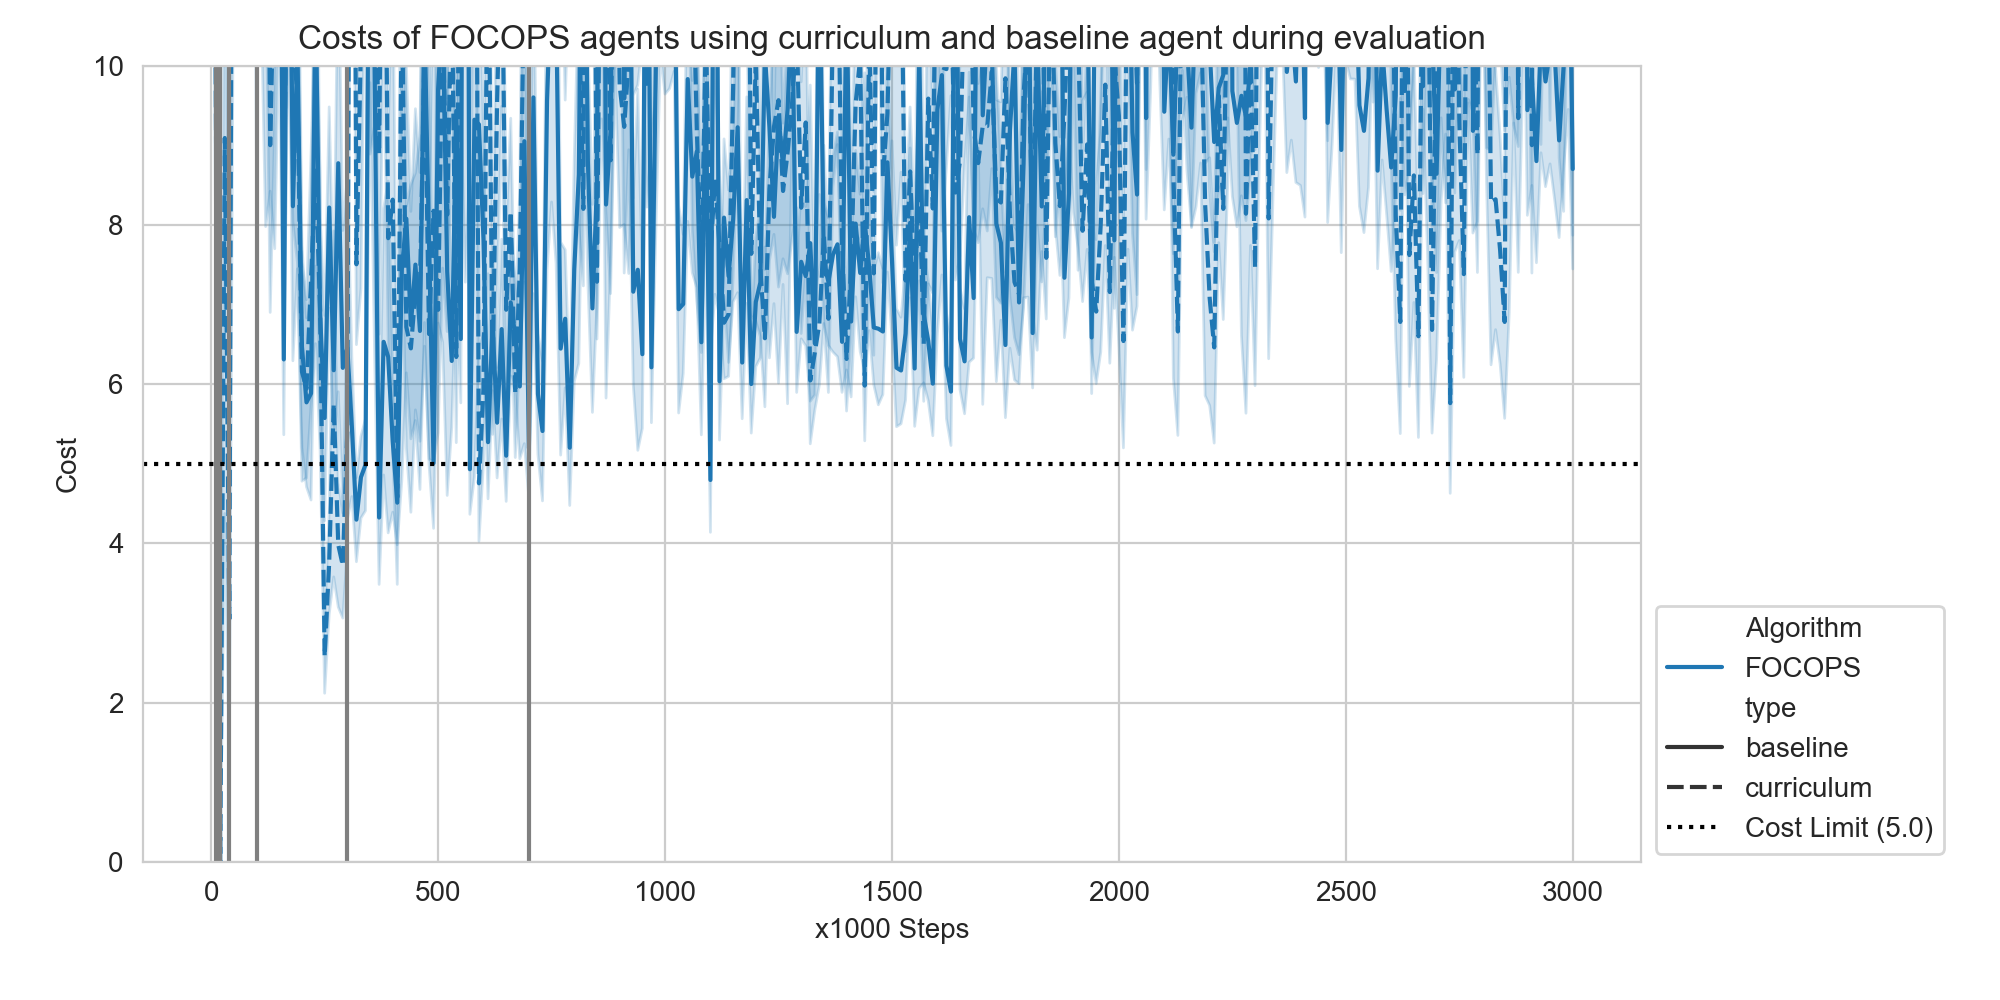 Costs of FOCOPS agents using curriculum and baseline agent during evaluation
10
8
6
4
2
0
Cost
0 500 1000 1500 2000 2500 3000
x1000 Steps
Algorithm
FOCOPS
type
baseline
curriculum
Cost Limit (5.0)